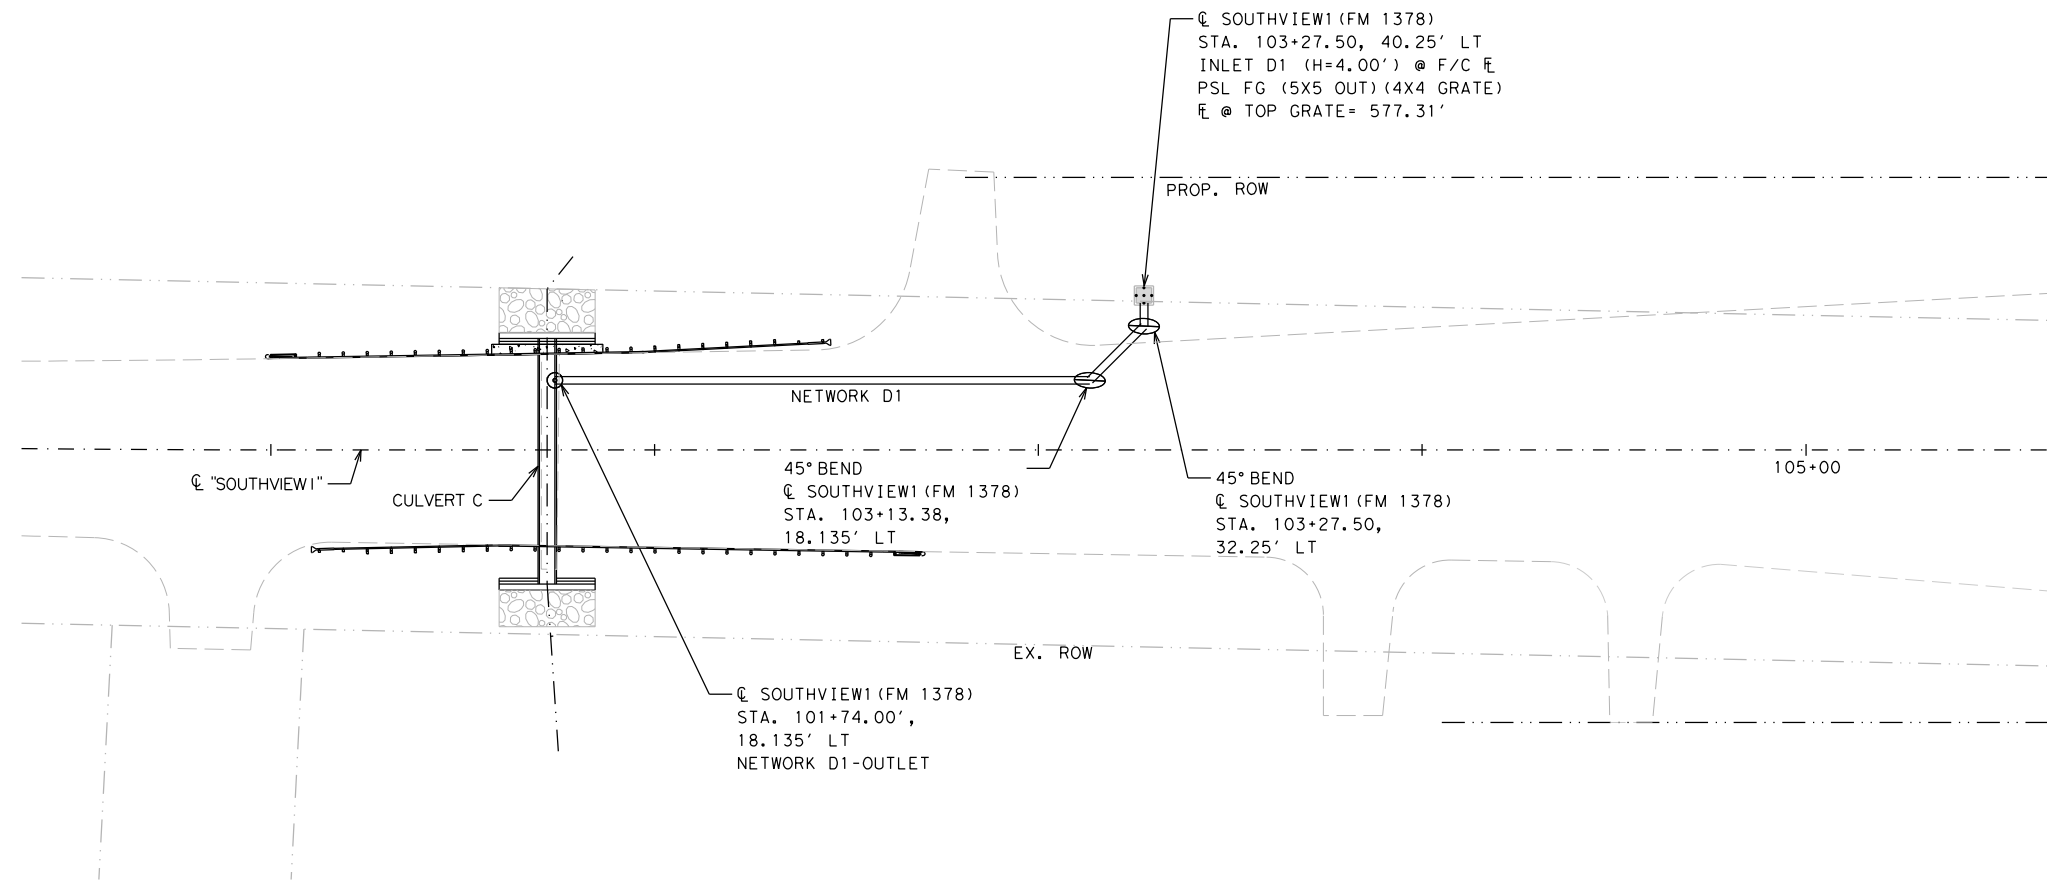 ℄ SOUTHVIEW1 (FM 1378)
STA. 103+27.50, 40.25' LT
INLET D1 (H=4.00') @ F/C FL
PSL FG (5X5 OUT)(4X4 GRATE)
FL @ TOP GRATE= 577.31'
PROP. ROW
NETWORK D1
℄ "SOUTHVIEW1"
CULVERT C
45° BEND
℄ SOUTHVIEW1 (FM 1378)
STA. 103+13.38,
18.135' LT
45° BEND
℄ SOUTHVIEW1 (FM 1378)
STA. 103+27.50,
32.25' LT
105+00
EX. ROW
℄ SOUTHVIEW1 (FM 1378)
STA. 101+74.00',
18.135' LT
NETWORK D1-OUTLET